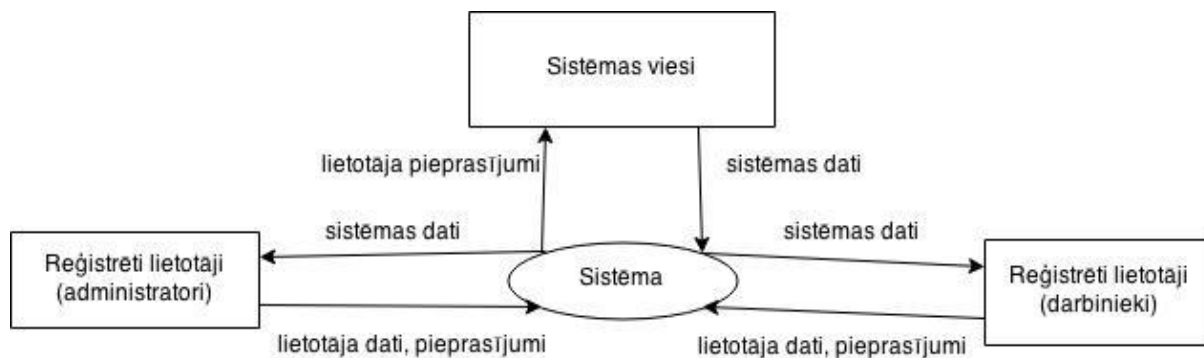 Sistēmas viesi
lietotāja pieprasījumi
sistēmas dati
sistēmas dati
sistēmas dati
Reģistrēti lietotāji
(administratori)
Sistēma
Reģistrēti lietotāji
(darbinieki)
lietotāja dati, pieprasījumi
lietotāja dati, pieprasījumi